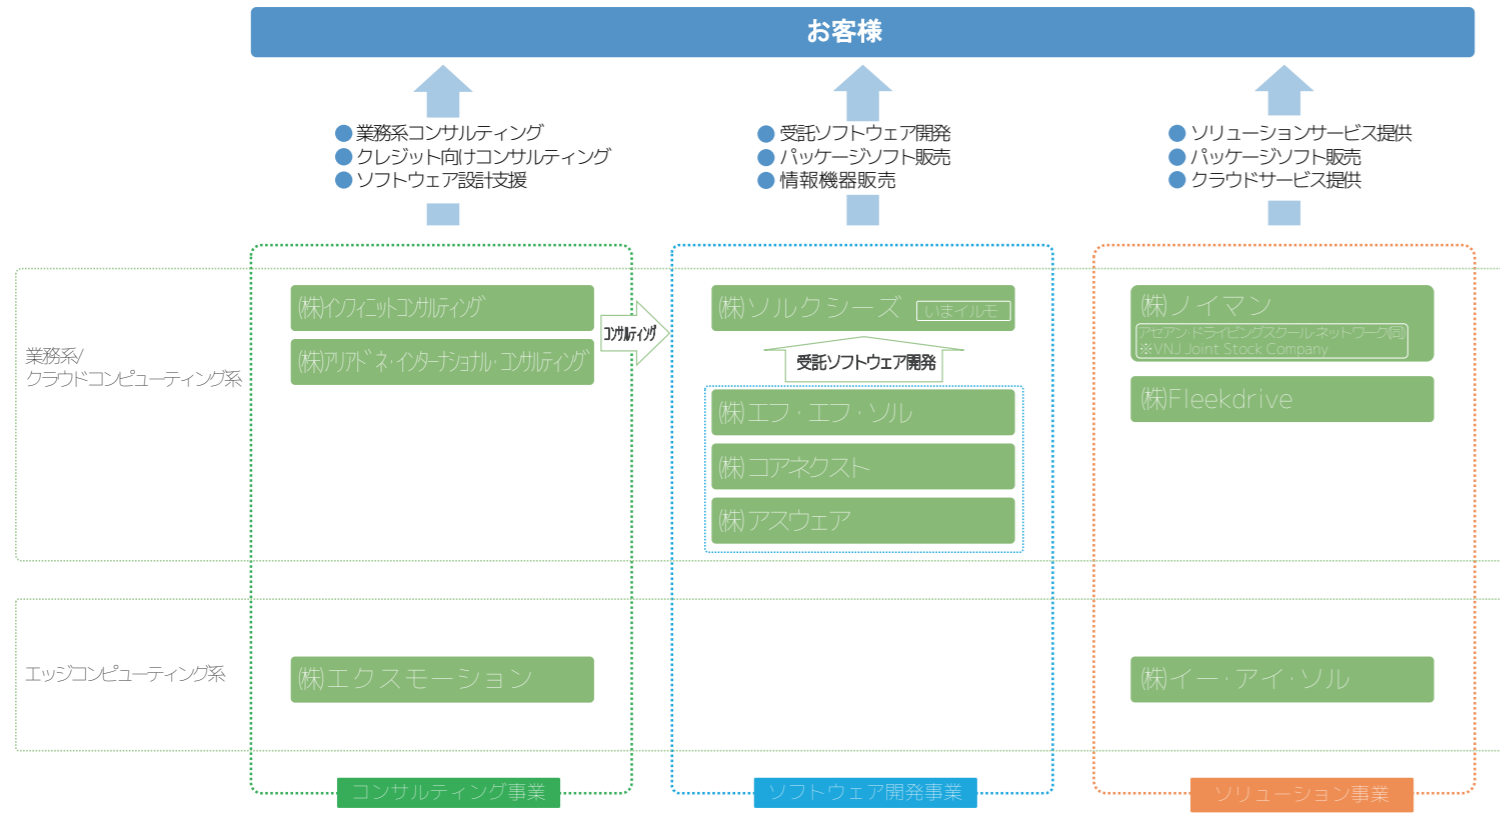 お客様
●業務系コンサルティング
●クレジット向けコンサルティング
●ソフトウェア設計支援
●受託ソフトウェア開発
●パッケージソフト販売
●情報機器販売
●ソリューションサービス提供
●パッケージソフト販売
●クラウドサービス提供
業務系/
クラウドコンピューティング系
㈱インフィニットコンサルティング
㈱アリアドネ・インターナショナル・コンサルティング
コンサルティング
㈱ソルクシーズ いまイルモ
受託ソフトウェア開発
㈱エフ・エフ・ソル
㈱コアネクスト
㈱アスウェア
㈱ノイマン
アセアン・ドライビングスクール・ネットワーク(同)
※VNJ Joint Stock Company
㈱Fleekdrive
エッジコンピューティング系
㈱エクスモーション
㈱イー・アイ・ソル
コンサルティング事業
ソフトウェア開発事業
ソリューション事業